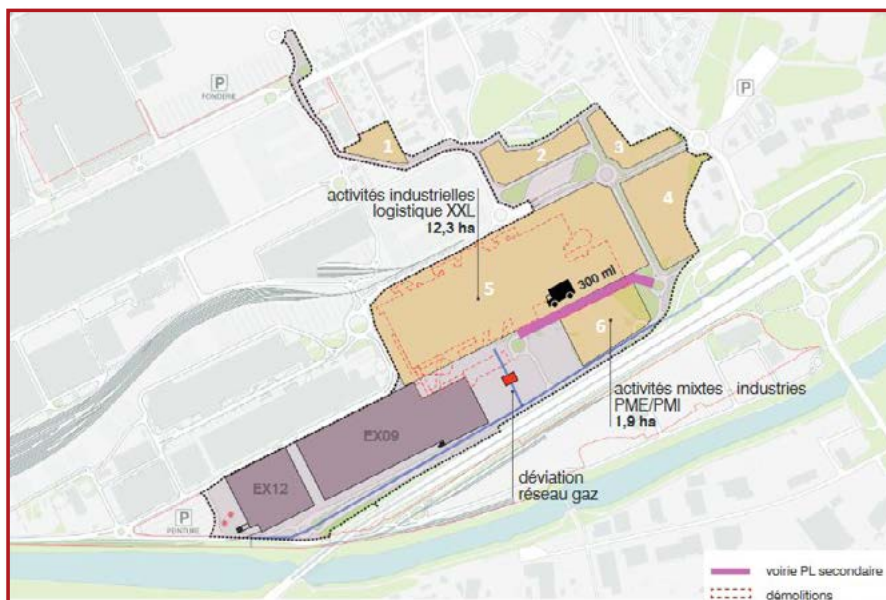 P
FONDERIE
P
1
2
3
4
activités industrielles
logistique XXL
12,3 ha
300 ml
5
6
activités mixtes industries
PME/PMI
1,9 ha
EX09
EX12
déviation
réseau gaz
P
PEINTURE
voirie PL secondaire
démolitions